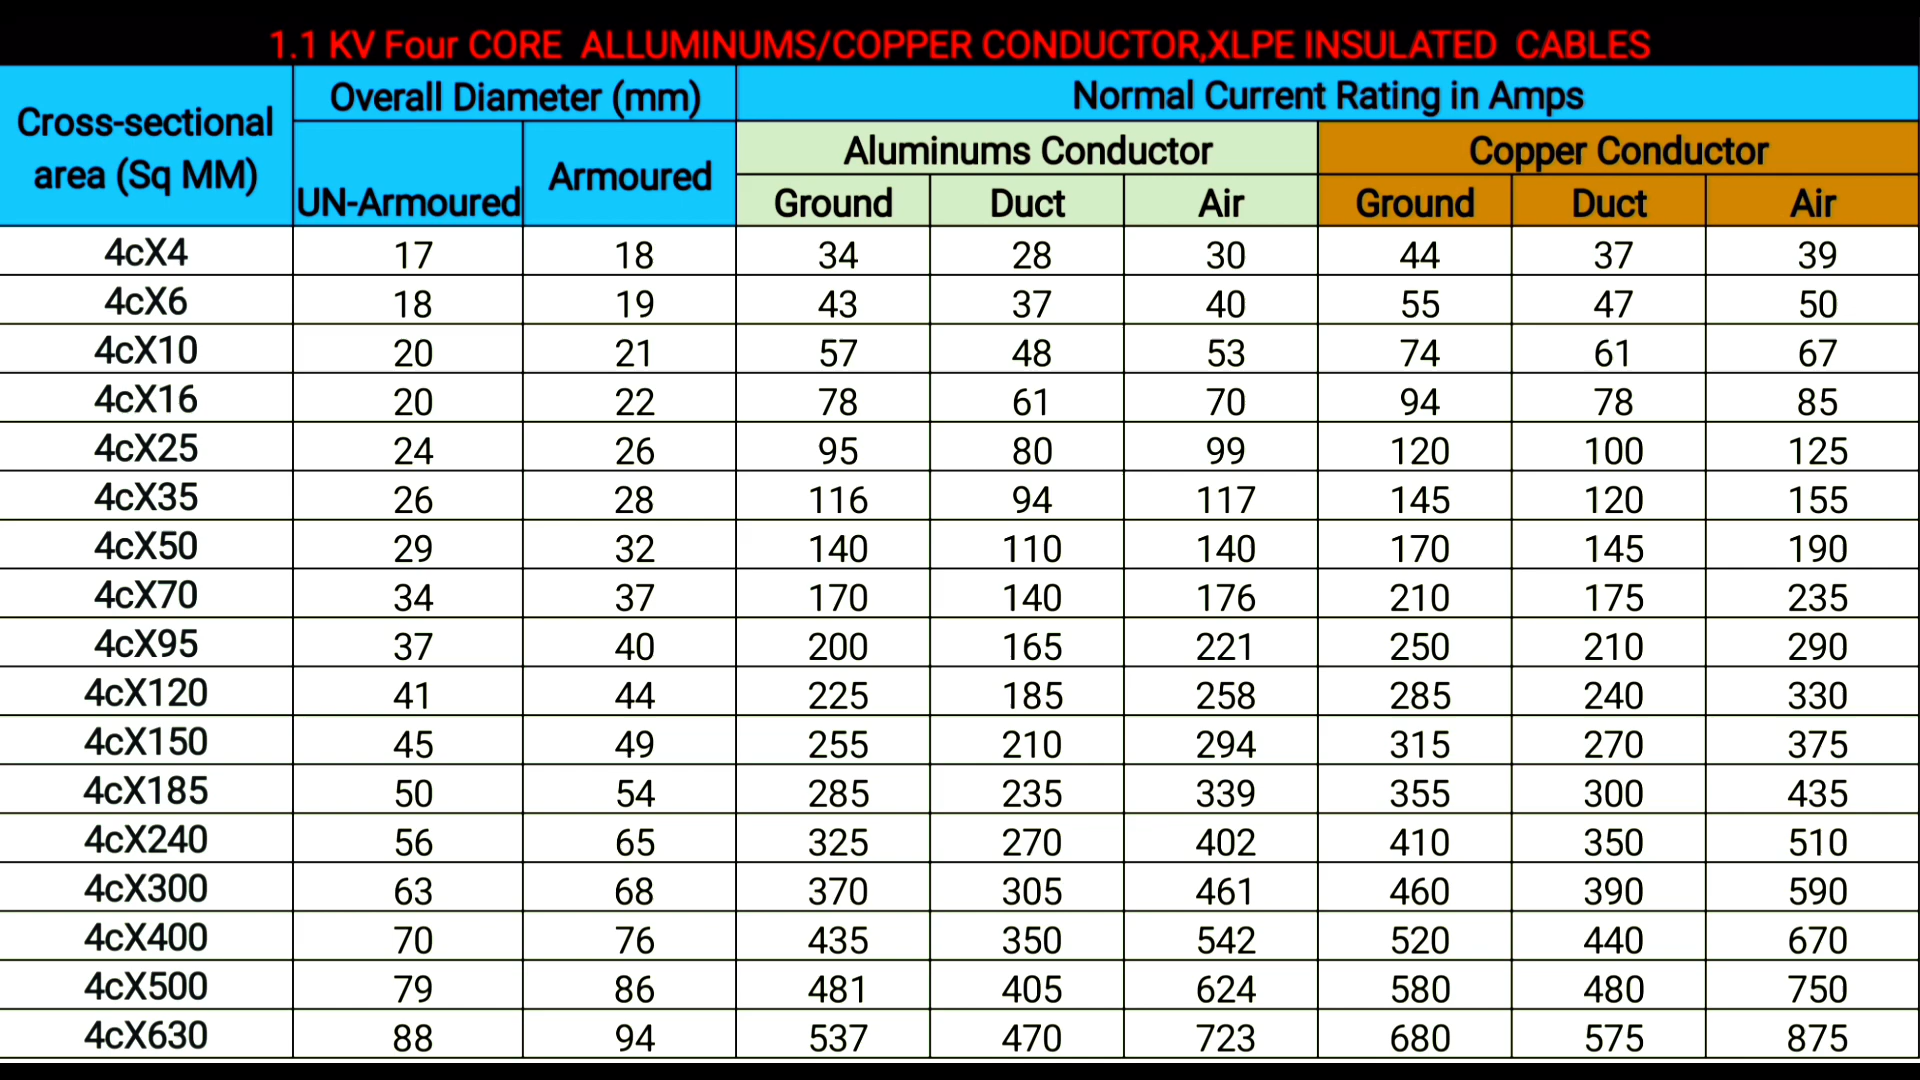 1.1 KV Four CORE ALLUMINUMS/COPPER CONDUCTOR,XLPE INSULATED CABLES
Cross-sectional area (Sq MM) Overall Diameter (mm) Normal Current Rating in Amps
UN-Armoured Armoured Aluminums Conductor Copper Conductor
Ground Duct Air Ground Duct Air
4cX4 17 18 34 28 30 44 37 39
4cX6 18 19 43 37 40 55 47 50
4cX10 20 21 57 48 53 74 61 67
4cX16 20 22 78 61 70 94 78 85
4cX25 24 26 95 80 99 120 100 125
4cX35 26 28 116 94 117 145 120 155
4cX50 29 32 140 110 140 170 145 190
4cX70 34 37 170 140 176 210 175 235
4cX95 37 40 200 165 221 250 210 290
4cX120 41 44 225 185 258 285 240 330
4cX150 45 49 255 210 294 315 270 375
4cX185 50 54 285 235 339 355 300 435
4cX240 56 65 325 270 402 410 350 510
4cX300 63 68 370 305 461 460 390 590
4cX400 70 76 435 350 542 520 440 670
4cX500 79 86 481 405 624 580 480 750
4cX630 88 94 537 470 723 680 575 875